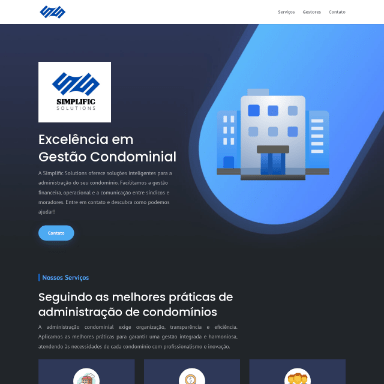 Serviços Gestores Contato
SIMPLIFIC
SOLUTIONS
Excelência em
Gestão Condominial
A Simplific Solutions oferece soluções inteligentes para a
administração do seu condomínio. Facilitamos a gestão
financeira, operacional e a comunicação entre síndicos e
moradores. Entre em contato e descubra como podemos
ajudar!
Contato
Nossos Serviços
Seguindo as melhores práticas de
administração de condomínios
A administração condominial exige organização, transparência e eficiência.
Aplicamos as melhores práticas para garantir uma gestão integrada e harmoniosa,
atendendo às necessidades de cada condomínio com profissionalismo e inovação.